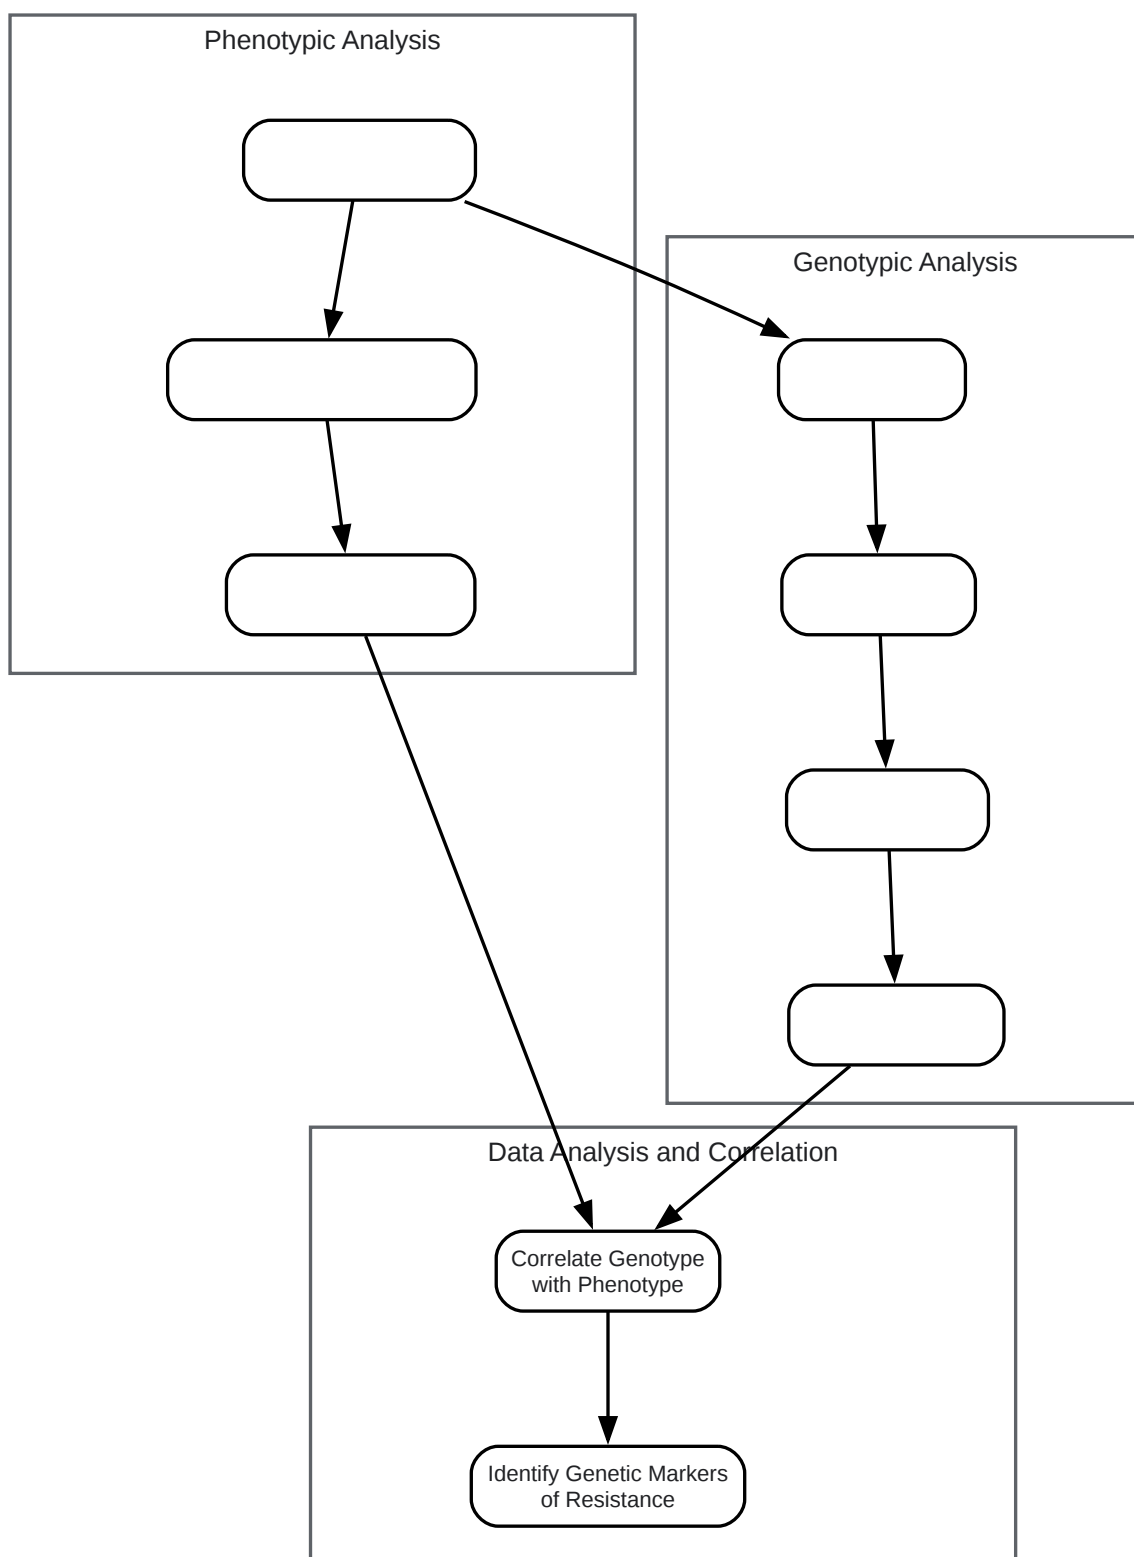 Phenotypic Analysis
Genotypic Analysis
Data Analysis and Correlation
Correlate Genotype
with Phenotype
Identify Genetic Markers
of Resistance